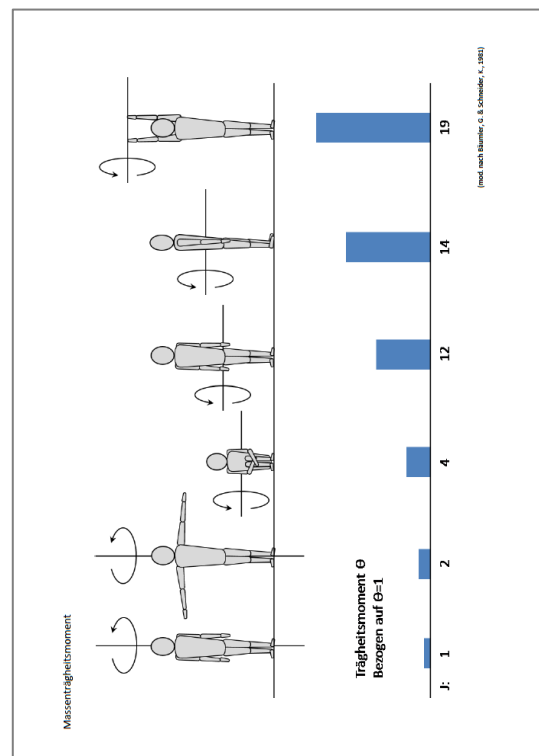 Massenträgheitsmoment
Trägheitsmoment Θ
Bezogen auf Θ=1
J: 1 2 4 12 14 19
(mod. nach Bäumler, G. & Schneider, K., 1981)